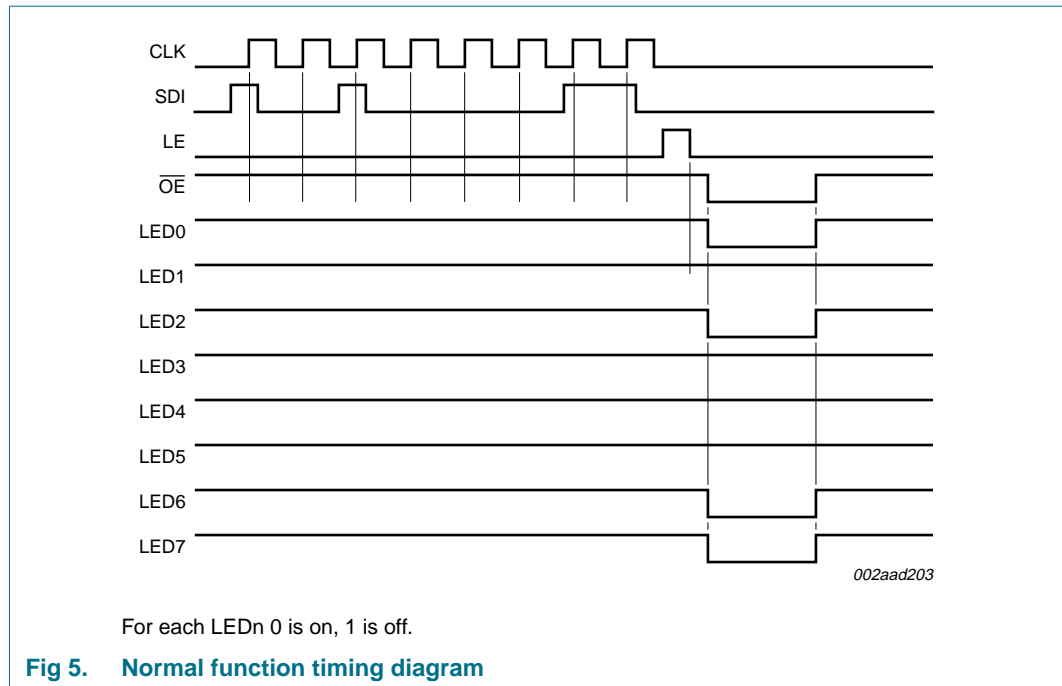 CLK
SDI
LE
OE
LED0
LED1
LED2
LED3
LED4
LED5
LED6
LED7
002aad203
For each LEDn 0 is on, 1 is off.
Fig 5. Normal function timing diagram